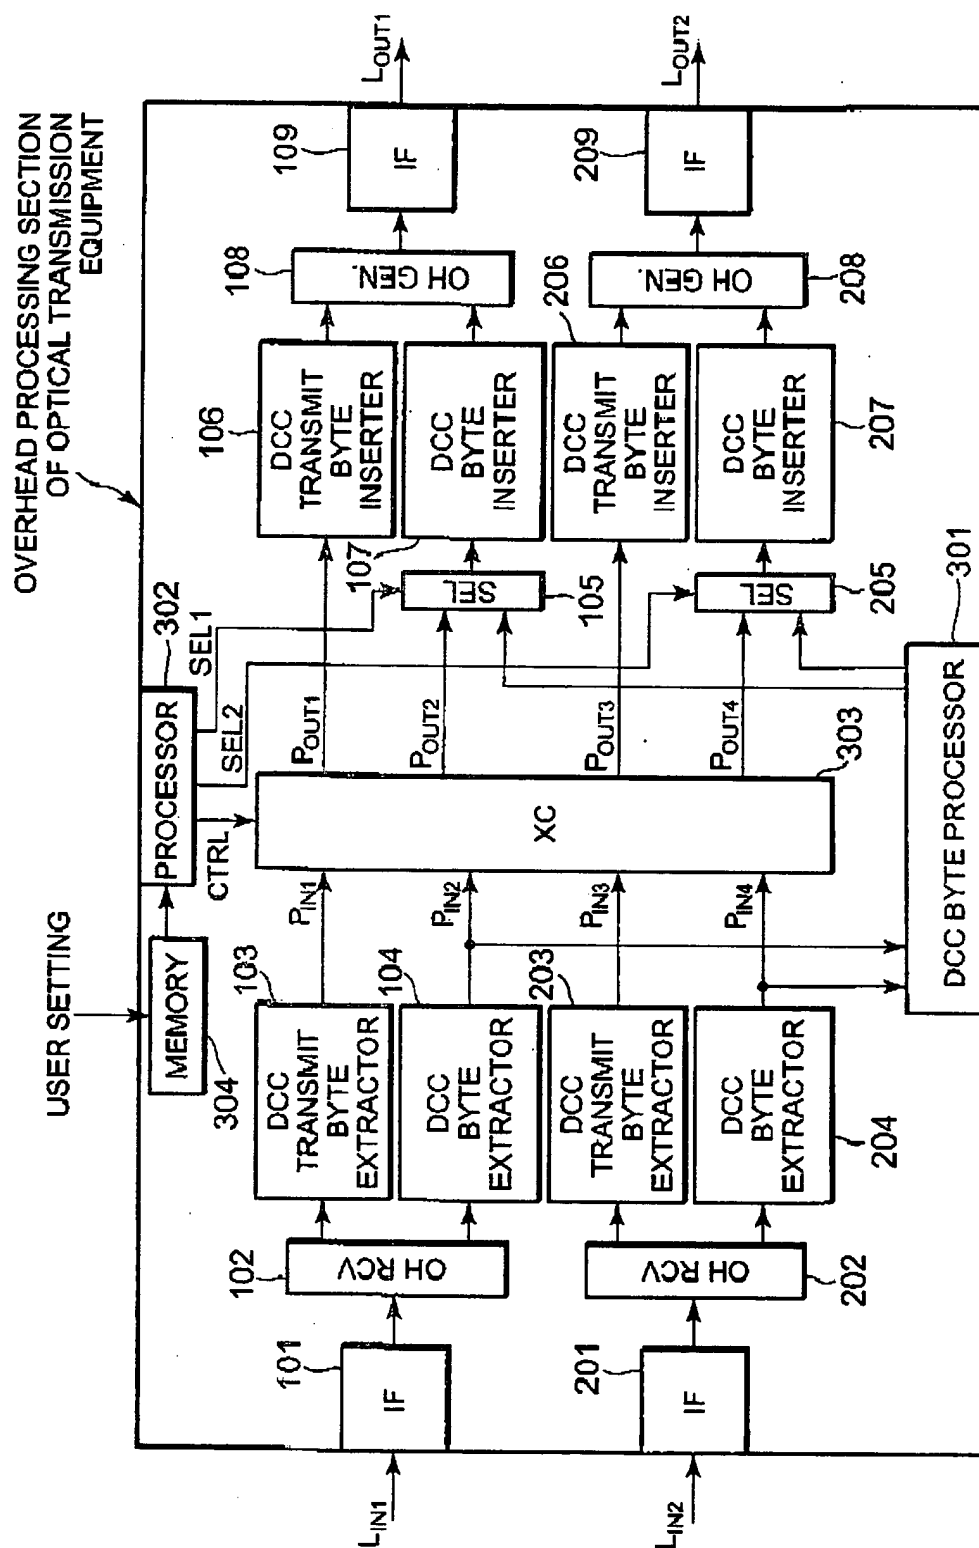 OVERHEAD PROCESSING SECTION
OF OPTICAL TRANSMISSION
EQUIPMENT
USER SETTING
MEMORY
304
PROCESSOR
302
CTRL
SEL2
SEL1
LIN1
IF
101
OH RCV
102
DCC
TRANSMIT
BYTE
EXTRACTOR
103
DCC
BYTE
EXTRACTOR
104
LIN2
IF
201
OH RCV
202
DCC
TRANSMIT
BYTE
EXTRACTOR
203
DCC
BYTE
EXTRACTOR
204
PIN1
PIN2
PIN3
PIN4
XC
303
POUT1
POUT2
POUT3
POUT4
SEL
105
SEL
205
DCC
TRANSMIT
BYTE
INSERTER
106
DCC
BYTE
INSERTER
107
DCC
TRANSMIT
BYTE
INSERTER
206
DCC
BYTE
INSERTER
207
OH GEN.
108
OH GEN.
208
IF
109
IF
209
LOUT1
LOUT2
DCC BYTE PROCESSOR
301